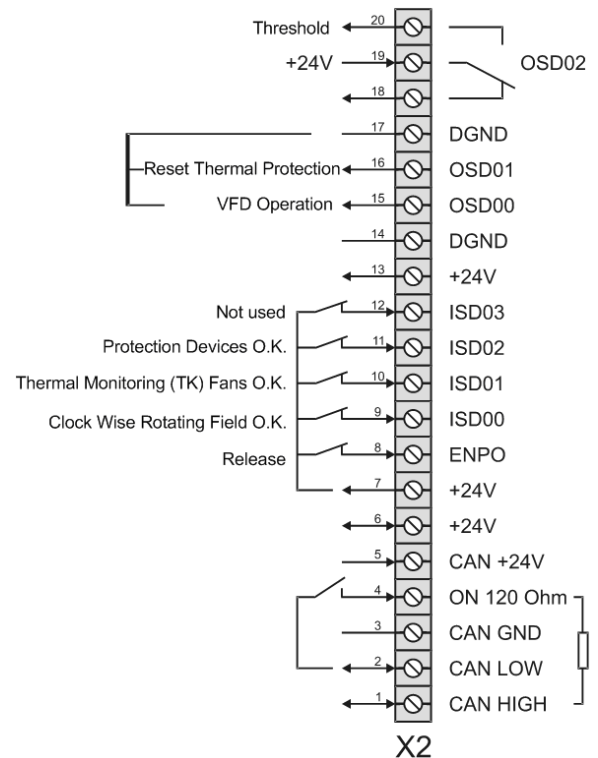 Threshold 20
+24V 19 OSD02
18
17 DGND
Reset Thermal Protection 16 OSD01
VFD Operation 15 OSD00
14 DGND
13 +24V
Not used 12 ISD03
Protection Devices O.K. 11 ISD02
Thermal Monitoring (TK) Fans O.K. 10 ISD01
Clock Wise Rotating Field O.K. 9 ISD00
Release 8 ENPO
7 +24V
6 +24V
5 CAN +24V
4 ON 120 Ohm
3 CAN GND
2 CAN LOW
1 CAN HIGH
X2